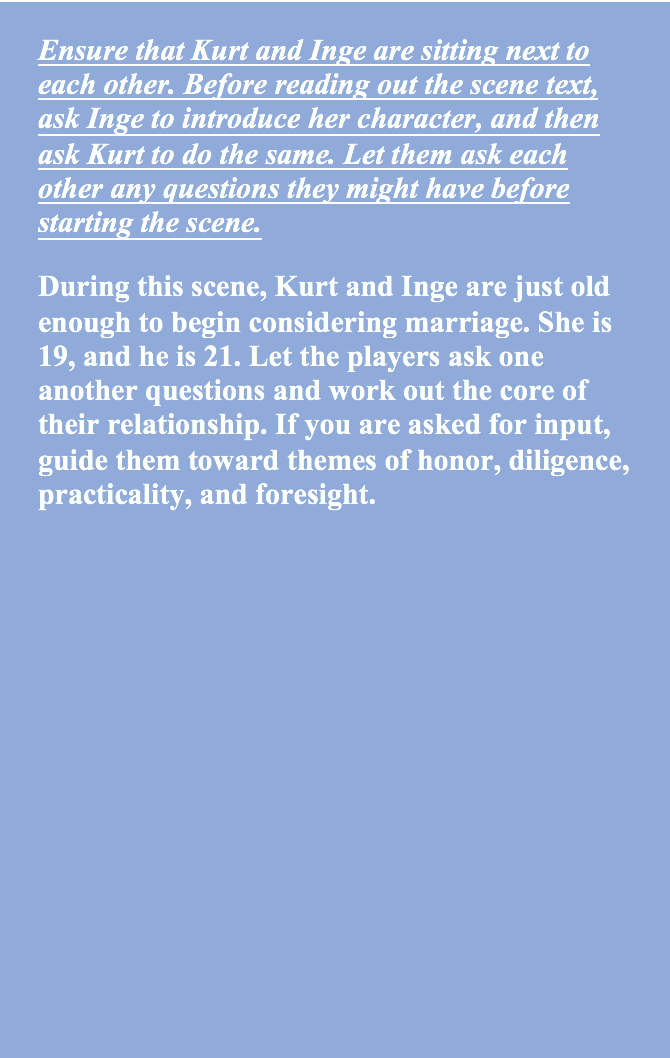 Ensure that Kurt and Inge are sitting next to
each other. Before reading out the scene text,
ask Inge to introduce her character, and then
ask Kurt to do the same. Let them ask each
other any questions they might have before
starting the scene.
During this scene, Kurt and Inge are just old
enough to begin considering marriage. She is
19, and he is 21. Let the players ask one
another questions and work out the core of
their relationship. If you are asked for input,
guide them toward themes of honor, diligence,
practicality, and foresight.